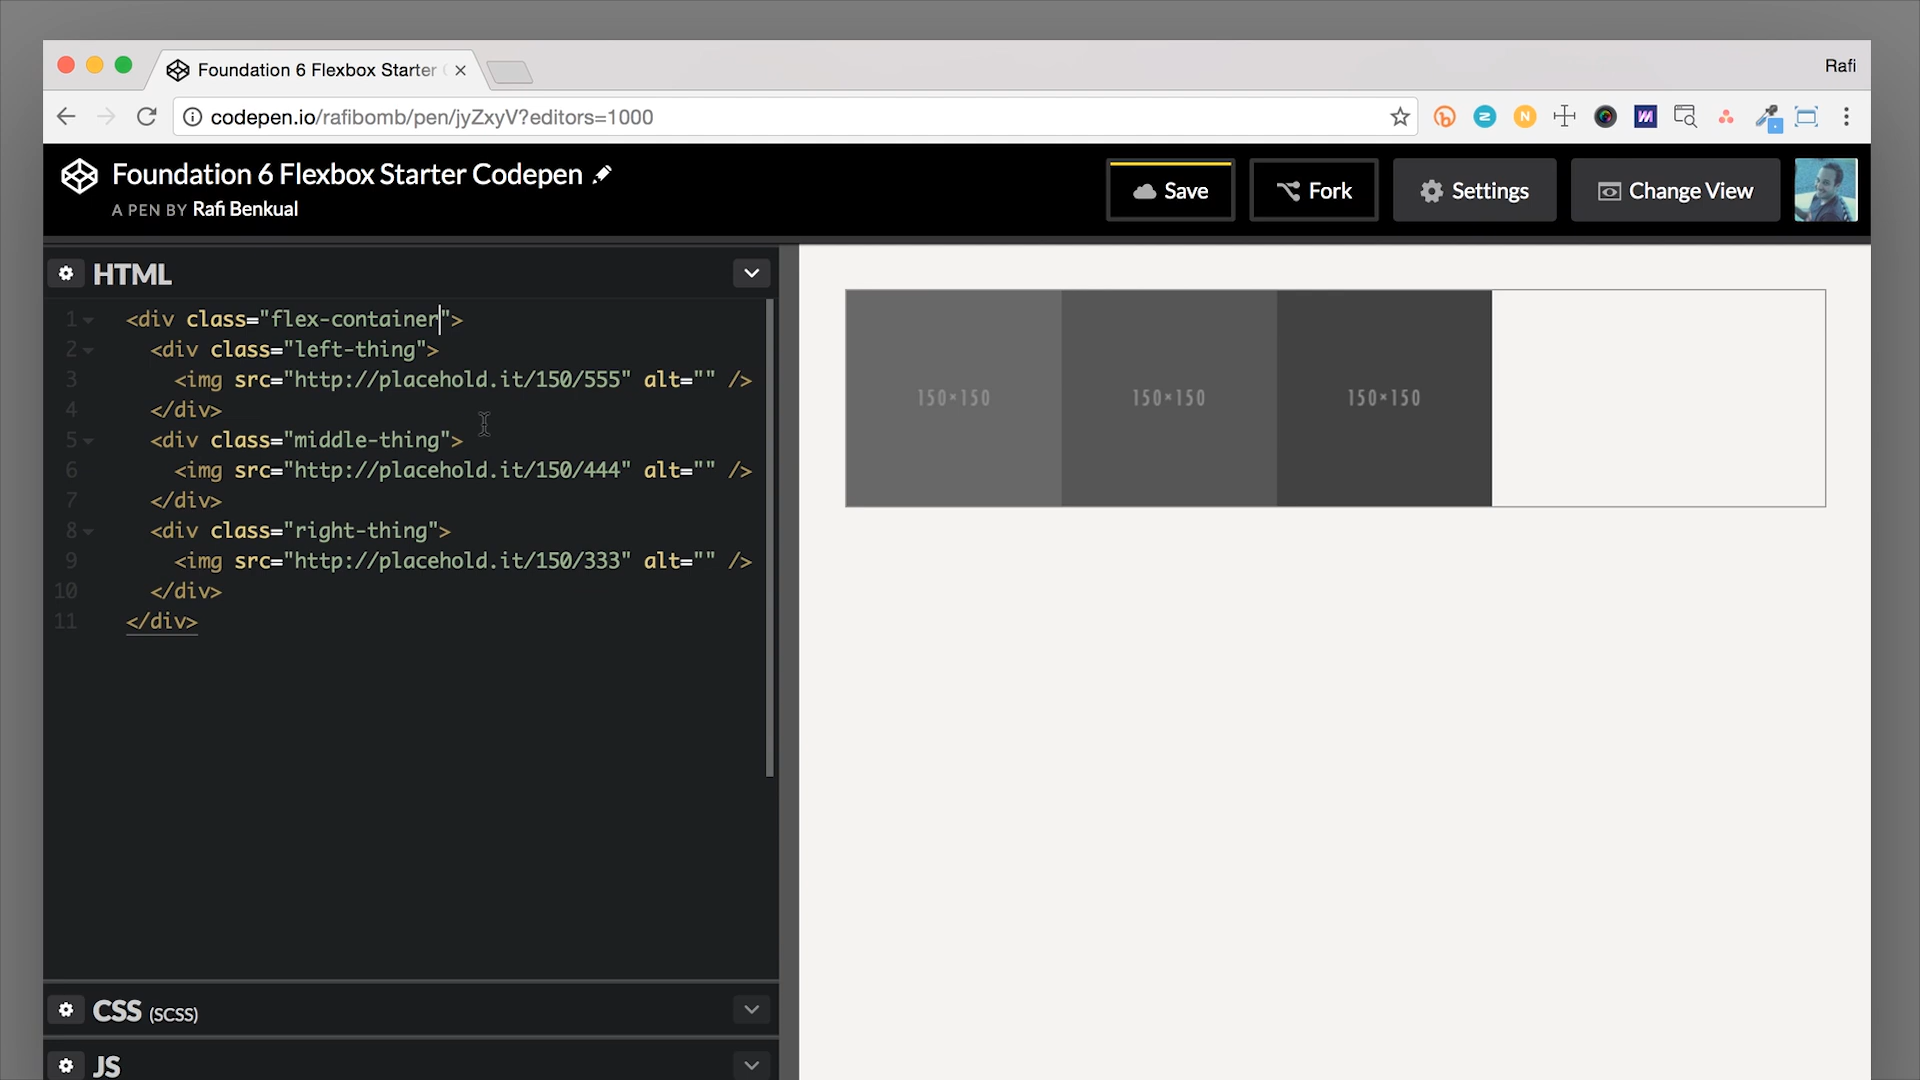 Foundation 6 Flexbox Starter
Rafi
codepen.io/rafibomb/pen/jyZxyV?editors=1000
Foundation 6 Flexbox Starter Codepen
A PEN BY Rafi Benkual
Save
Fork
Settings
Change View
HTML
1 <div class="flex-container">
2 <div class="left-thing">
3 <img src="http://placehold.it/150/555" alt="" />
4 </div>
5 <div class="middle-thing">
6 <img src="http://placehold.it/150/444" alt="" />
7 </div>
8 <div class="right-thing">
9 <img src="http://placehold.it/150/333" alt="" />
10 </div>
11 </div>
150×150
150×150
150×150
CSS (SCSS)
JS